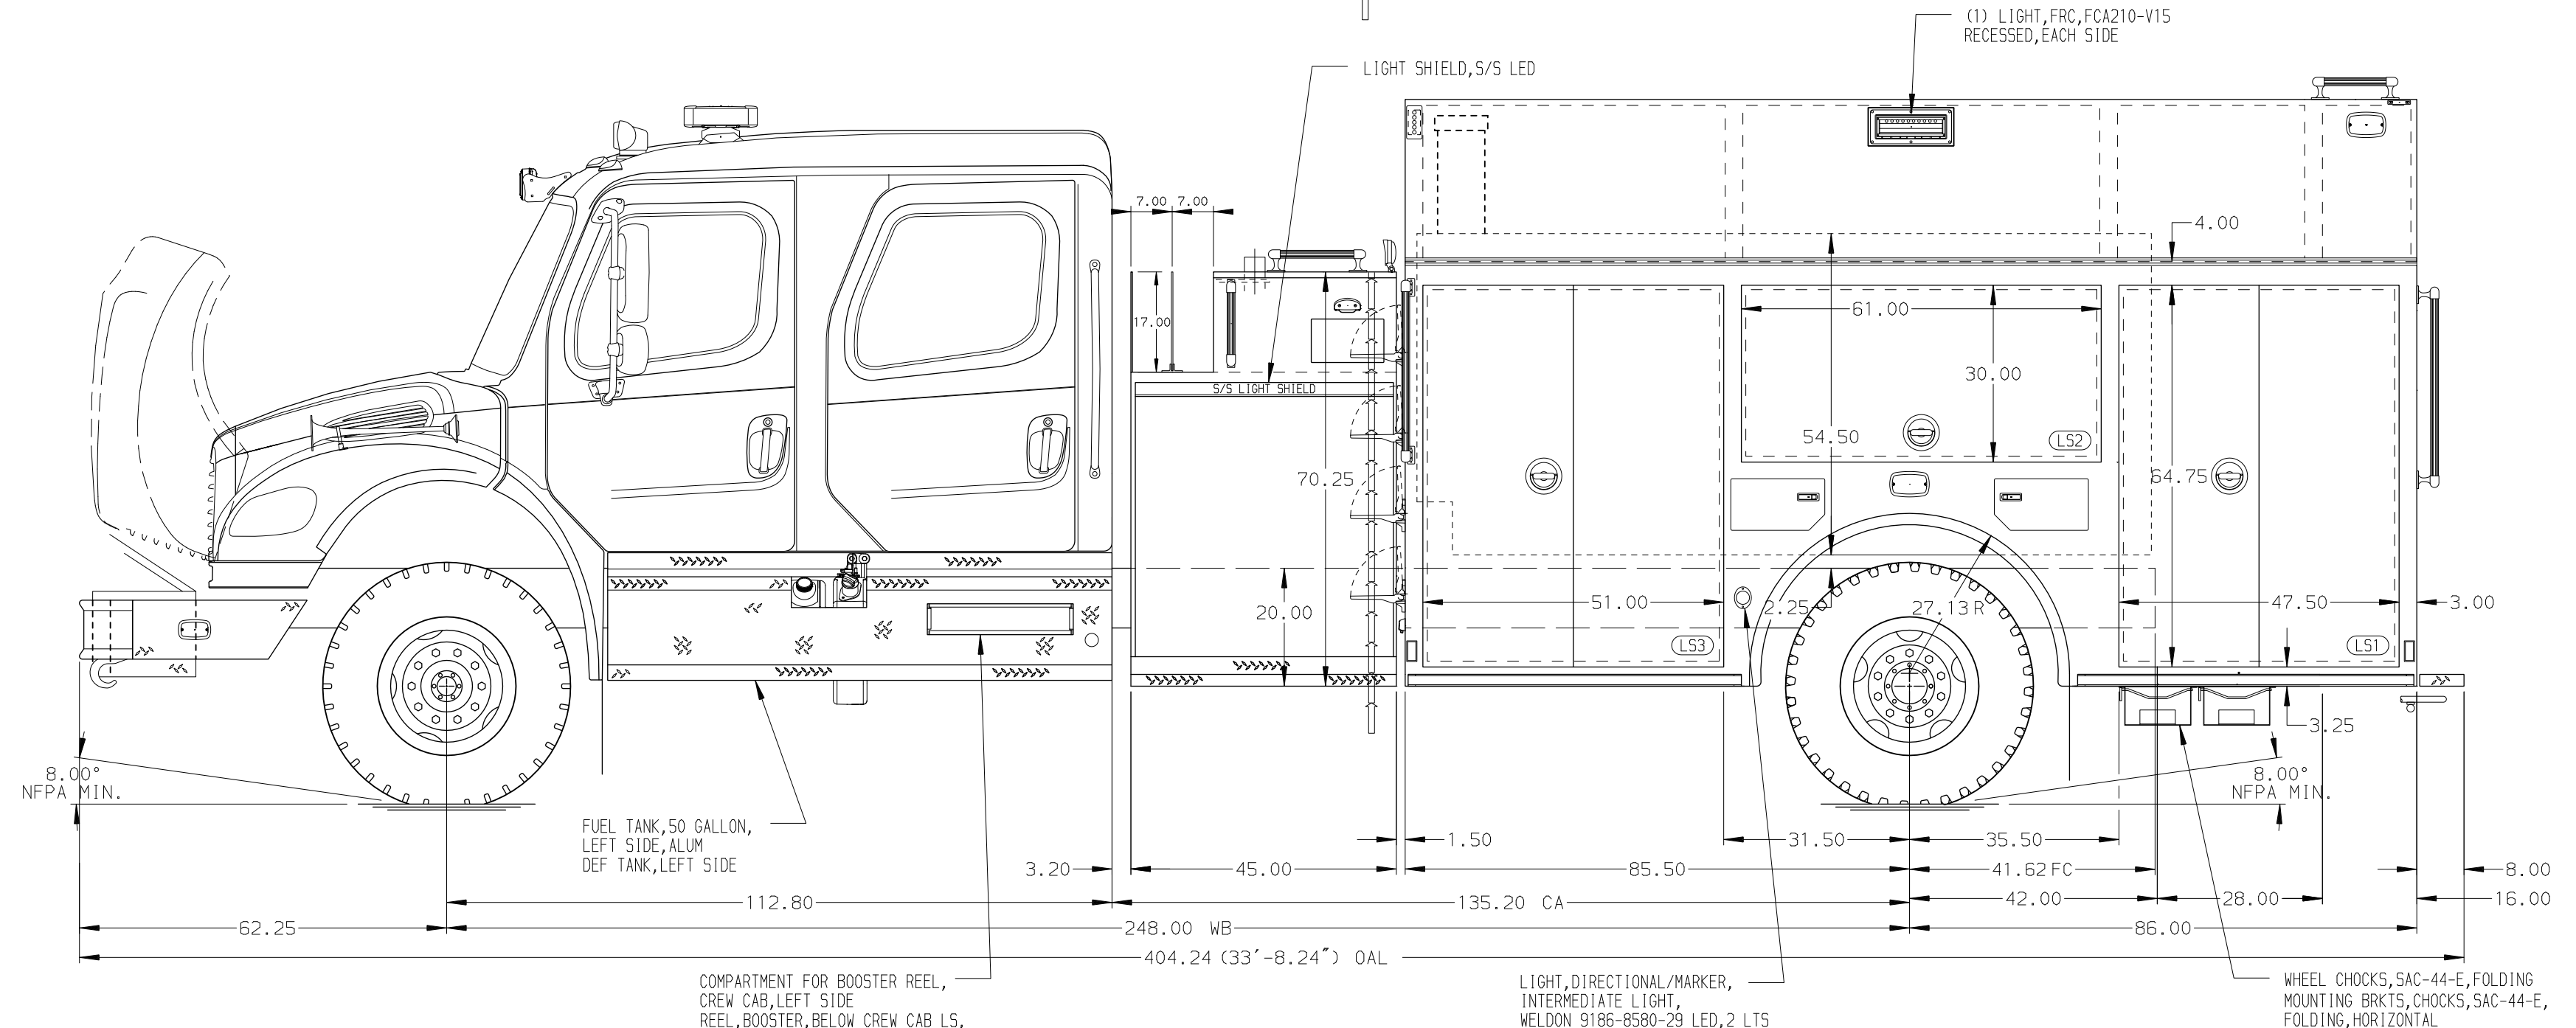 (1) LIGHT,FRC,FCA210-V15
RECESSED,EACH SIDE
LIGHT SHIELD,S/S LED
7.00
7.00
4.00
17.00
61.00
30.00
S/S LIGHT SHIELD
54.50
LS2
70.25
64.75
20.00
51.00
2.25
27.13 R
47.50
3.00
LS3
LS1
3.25
8.00°
NFPA MIN.
8.00°
NFPA MIN.
FUEL TANK,50 GALLON,
LEFT SIDE,ALUM
DEF TANK,LEFT SIDE
1.50
31.50
35.50
3.20
45.00
85.50
41.62 FC
8.00
112.80
135.20 CA
42.00
28.00
16.00
62.25
248.00 WB
86.00
404.24 (33'-8.24") OAL
COMPARTMENT FOR BOOSTER REEL,
CREW CAB,LEFT SIDE
REEL,BOOSTER,BELOW CREW CAB LS,
LIGHT,DIRECTIONAL/MARKER,
INTERMEDIATE LIGHT,
WELDON 9186-8580-29 LED,2 LTS
WHEEL CHOCKS,SAC-44-E,FOLDING
MOUNTING BRKTS,CHOCKS,SAC-44-E,
FOLDING,HORIZONTAL